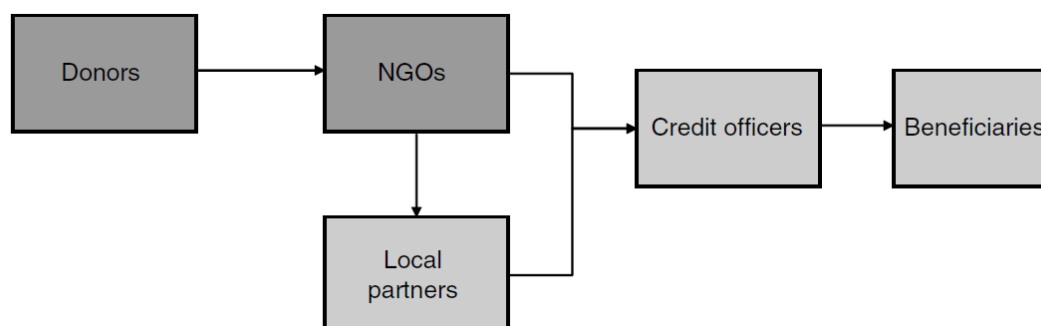 Donors
NGOs
Credit officers
Beneficiaries
Local
partners